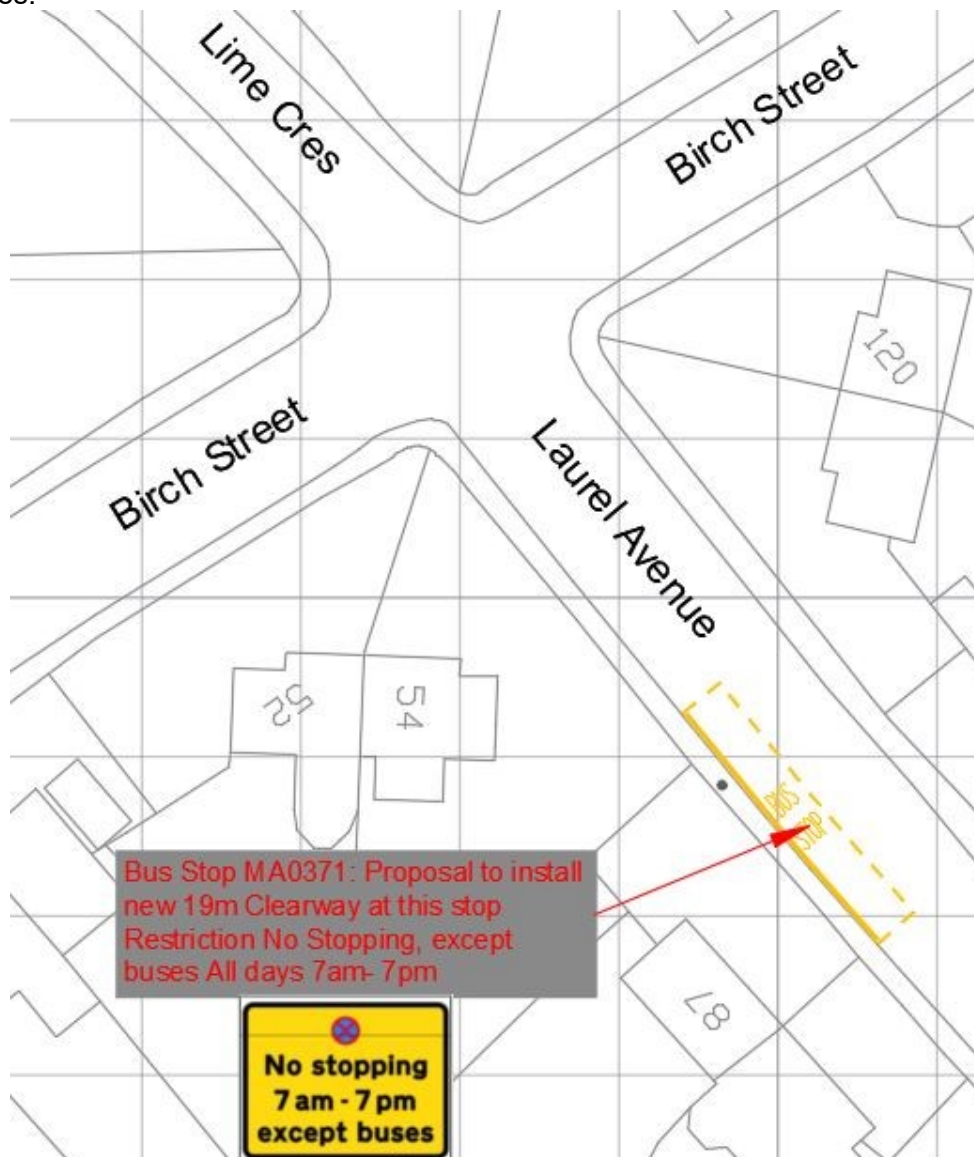 Lime Cres
Birch Street
120
Birch Street
Laurel Avenue
52
54
BUS
STOP
Bus Stop MA0371: Proposal to install
new 19m Clearway at this stop
Restriction No Stopping, except
buses All days 7am- 7pm
87
No stopping
7 am - 7 pm
except buses